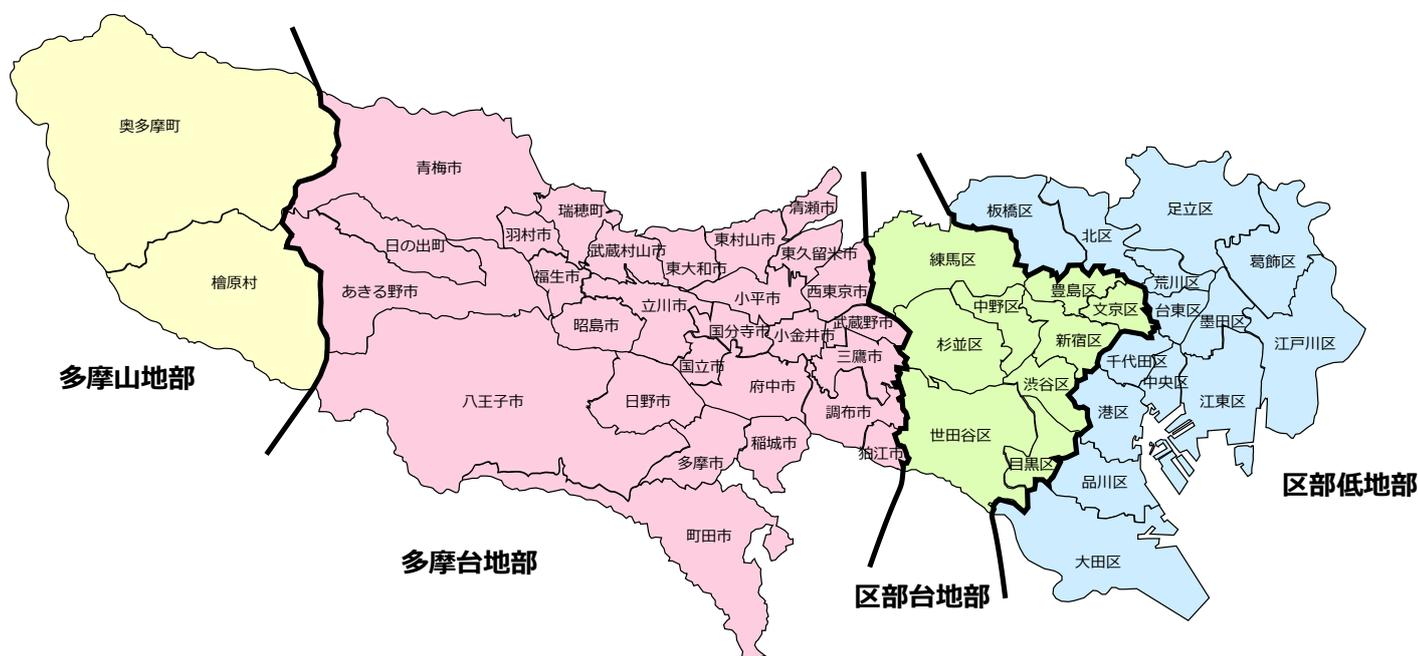 奥多摩町
檜原村
多摩山地部
青梅市
瑞穂町
羽村市
日の出町
福生市
あきる野市
武蔵村山市
東大和市
東村山市
清瀬市
東久留米市
西東京市
小平市
立川市
昭島市
国分寺市
小金井市
武蔵野市
三鷹市
国立市
府中市
調布市
狛江市
八王子市
日野市
多摩市
稲城市
町田市
多摩台地部
練馬区
中野区
豊島区
文京区
杉並区
新宿区
渋谷区
世田谷区
目黒区
区部台地部
板橋区
北区
足立区
葛飾区
荒川区
台東区
墨田区
江戸川区
千代田区
中央区
港区
江東区
品川区
大田区
区部低地部